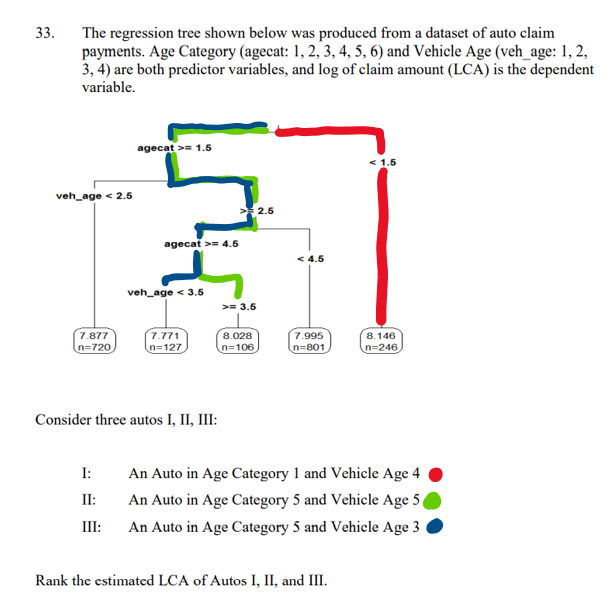 33. The regression tree shown below was produced from a dataset of auto claim
payments. Age Category (agecat: 1, 2, 3, 4, 5, 6) and Vehicle Age (veh_age: 1, 2,
3, 4) are both predictor variables, and log of claim amount (LCA) is the dependent
variable.
agecat >= 1.5
< 1.5
veh_age < 2.5
>= 2.5
agecat >= 4.5
< 4.5
veh_age < 3.5
>= 3.5
7.877 7.771 8.028 7.995 8.146
n=720 n=127 n=106 n=801 n=246
Consider three autos I, II, III:
I: An Auto in Age Category 1 and Vehicle Age 4
II: An Auto in Age Category 5 and Vehicle Age 5
III: An Auto in Age Category 5 and Vehicle Age 3
Rank the estimated LCA of Autos I, II, and III.